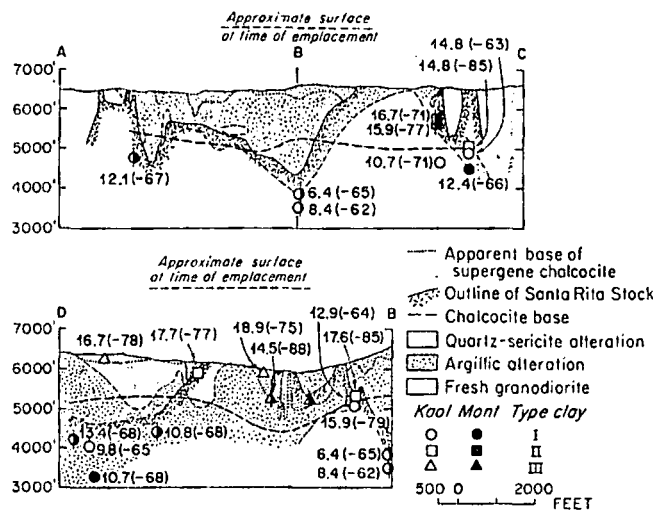 Approximate surface
at time of emplacement
A
B
C
14.8 (-63)
14.8 (-85)
7000'
6000'
5000'
4000'
3000'
16.7 (-71)
15.9 (-77)
10.7 (-71)
12.1 (-67)
12.4 (-66)
6.4 (-65)
8.4 (-62)
Approximate surface
at time of emplacement
D
B
16.7 (-78)
17.7 (-77)
18.9 (-75)
14.5 (-88)
12.9 (-64)
17.6 (-85)
7000'
6000'
5000'
4000'
3000'
15.9 (-79)
13.4 (-68)
10.8 (-68)
9.8 (-65
10.7 (-68)
6.4 (-65)
8.4 (-62)
Apparent base of
supergene chalcocite
Outline of Santa Rita Stock
Chalcocite base
Quartz-sericite alteration
Argillic alteration
Fresh granodiorite
Kaol Mont Type clay
I
II
III
500 0 2000
FEET